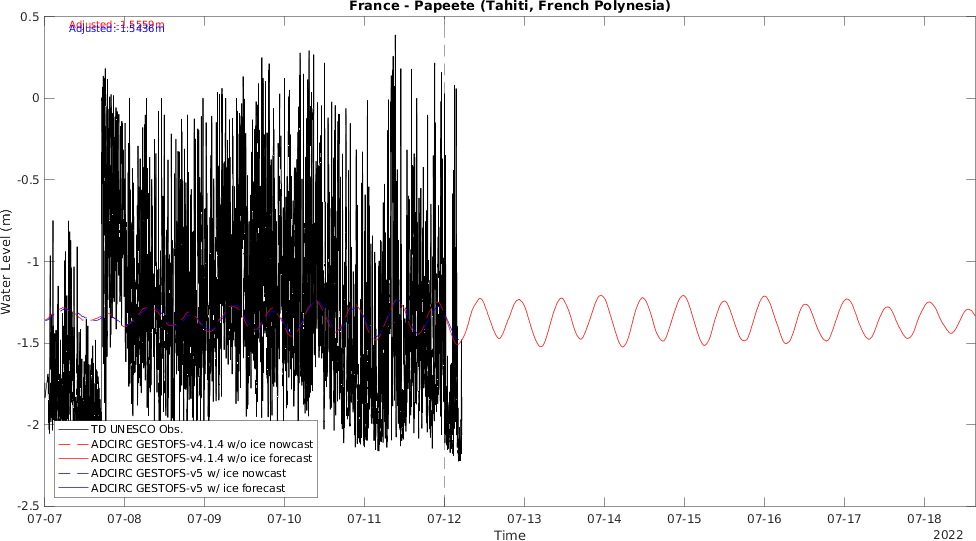 France - Papeete (Tahiti, French Polynesia)
Adjusted:-1.5559m
Adjusted:-1.5436m
0.5
0
-0.5
-1
-1.5
-2
-2.5
Water Level (m)
TD UNESCO Obs.
ADCIRC GESTOFS-v4.1.4 w/o ice nowcast
ADCIRC GESTOFS-v4.1.4 w/o ice forecast
ADCIRC GESTOFS-v5 w/ ice nowcast
ADCIRC GESTOFS-v5 w/ ice forecast
07-07 07-08 07-09 07-10 07-11 07-12 07-13 07-14 07-15 07-16 07-17 07-18
Time
2022